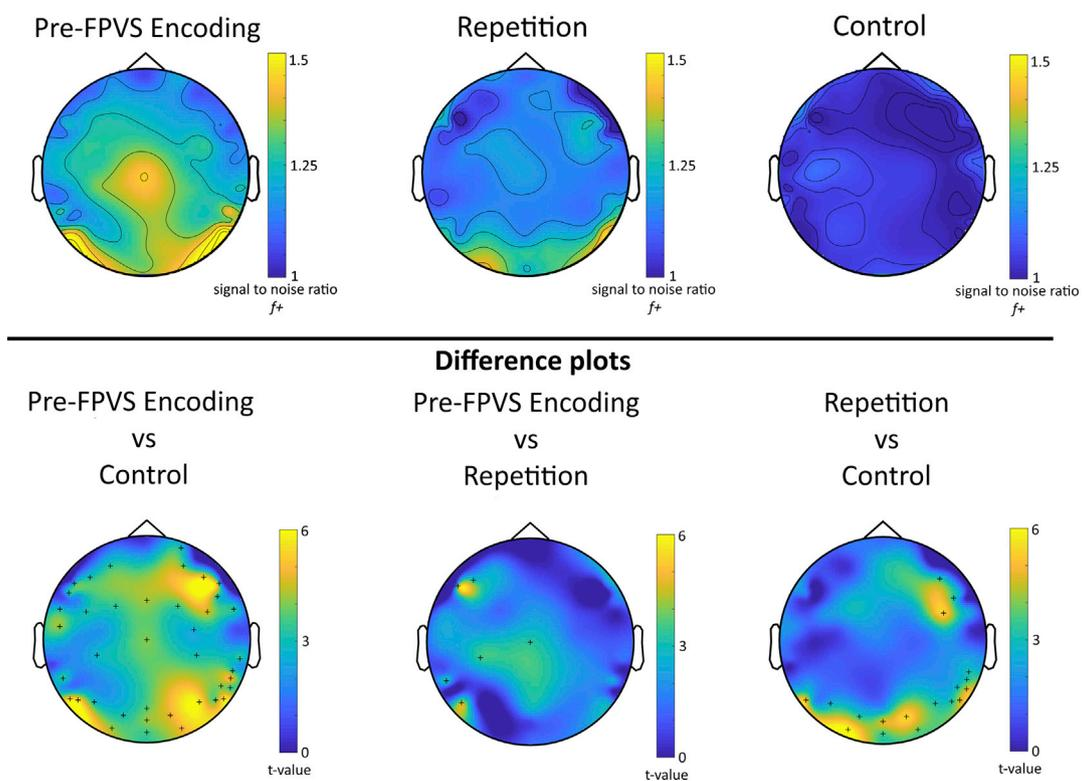 Pre-FPVS Encoding
Repetition
Control
1.5
1.25
1
signal to noise ratio
f+
1.5
1.25
1
signal to noise ratio
f+
1.5
1.25
1
signal to noise ratio
f+
Difference plots
Pre-FPVS Encoding
vs
Control
Pre-FPVS Encoding
vs
Repetition
Repetition
vs
Control
6
3
0
t-value
6
3
0
t-value
6
3
0
t-value